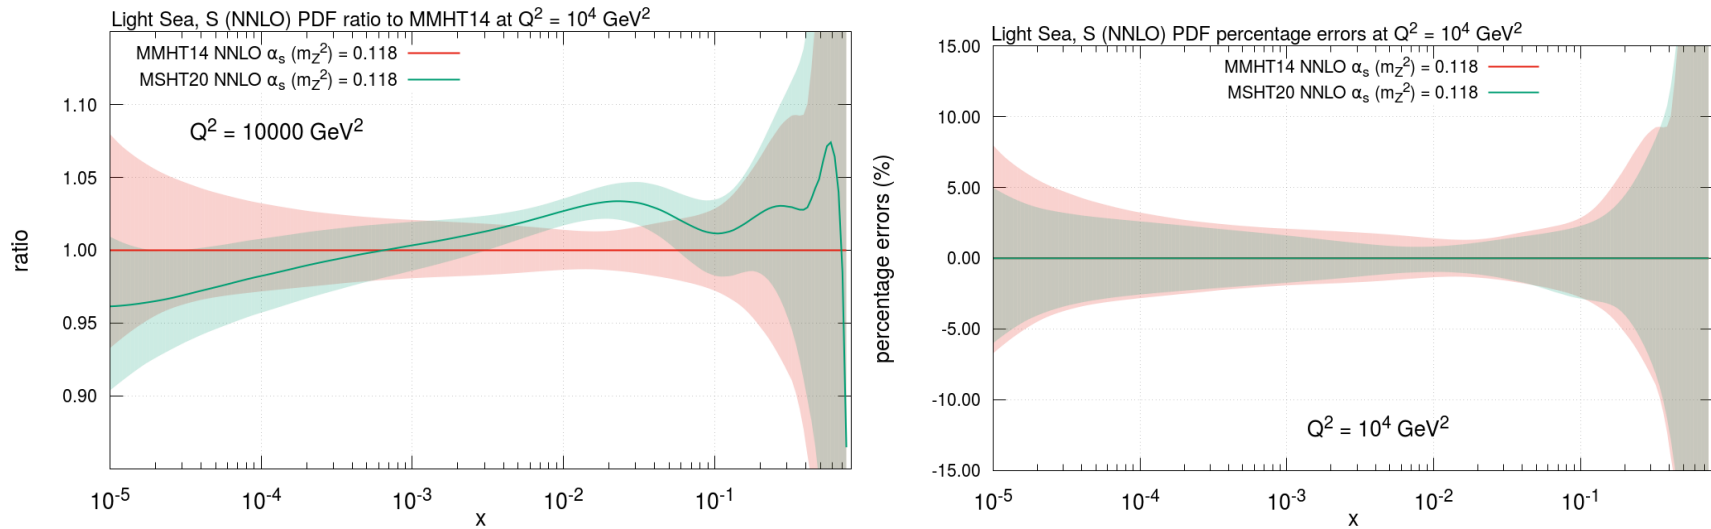 Light Sea, S (NNLO) PDF ratio to MMHT14 at Q² = 10⁴ GeV²
MMHT14 NNLO αₛ (m_Z²) = 0.118
MSHT20 NNLO αₛ (m_Z²) = 0.118
Q² = 10000 GeV²
ratio
1.10
1.05
1.00
0.95
0.90
10⁻⁵ 10⁻⁴ 10⁻³ 10⁻² 10⁻¹
x
Light Sea, S (NNLO) PDF percentage errors at Q² = 10⁴ GeV²
MMHT14 NNLO αₛ (m_Z²) = 0.118
MSHT20 NNLO αₛ (m_Z²) = 0.118
percentage errors (%)
15.00
10.00
5.00
0.00
-5.00
-10.00
-15.00
Q² = 10⁴ GeV²
10⁻⁵ 10⁻⁴ 10⁻³ 10⁻² 10⁻¹
x